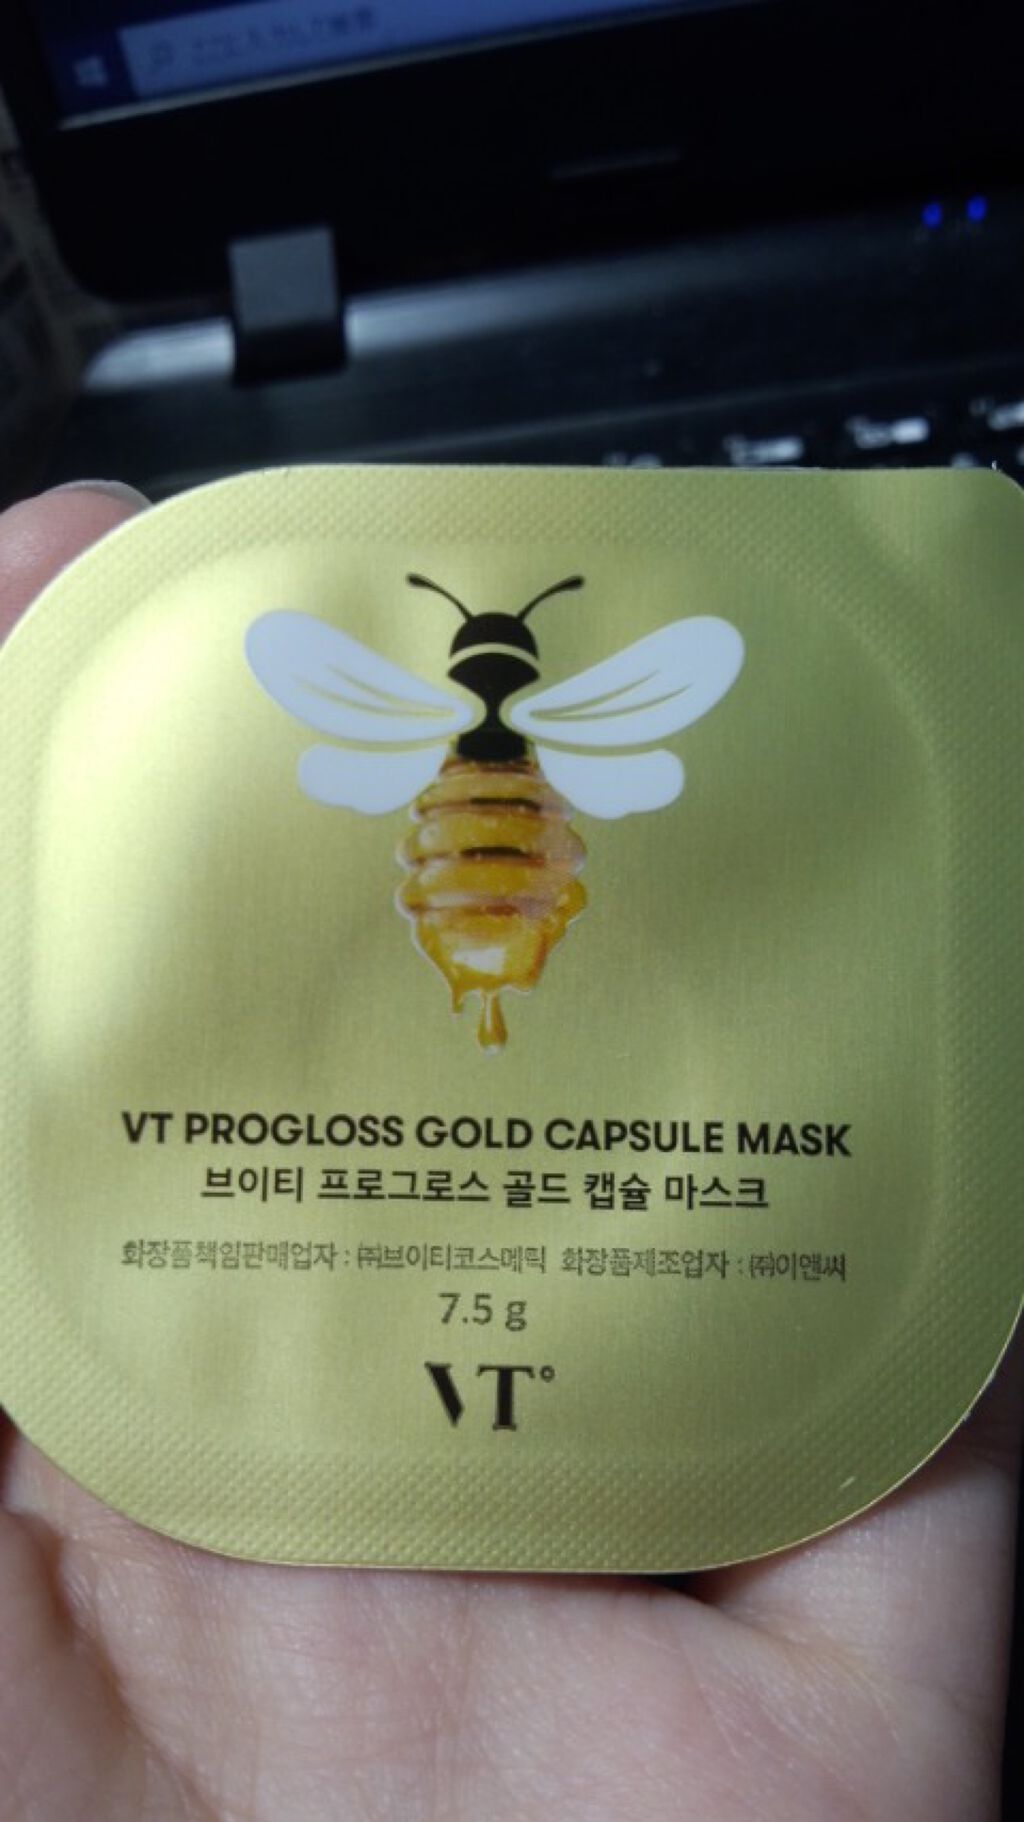 VT PROGLOSS GOLD CAPSULE MASK
브이티 프로그로스 골드 캡슐 마스크
화장품책임판매업자 : ㈜브이티코스메틱 화장품제조업자 : ㈜이앤씨
7.5 g
VT